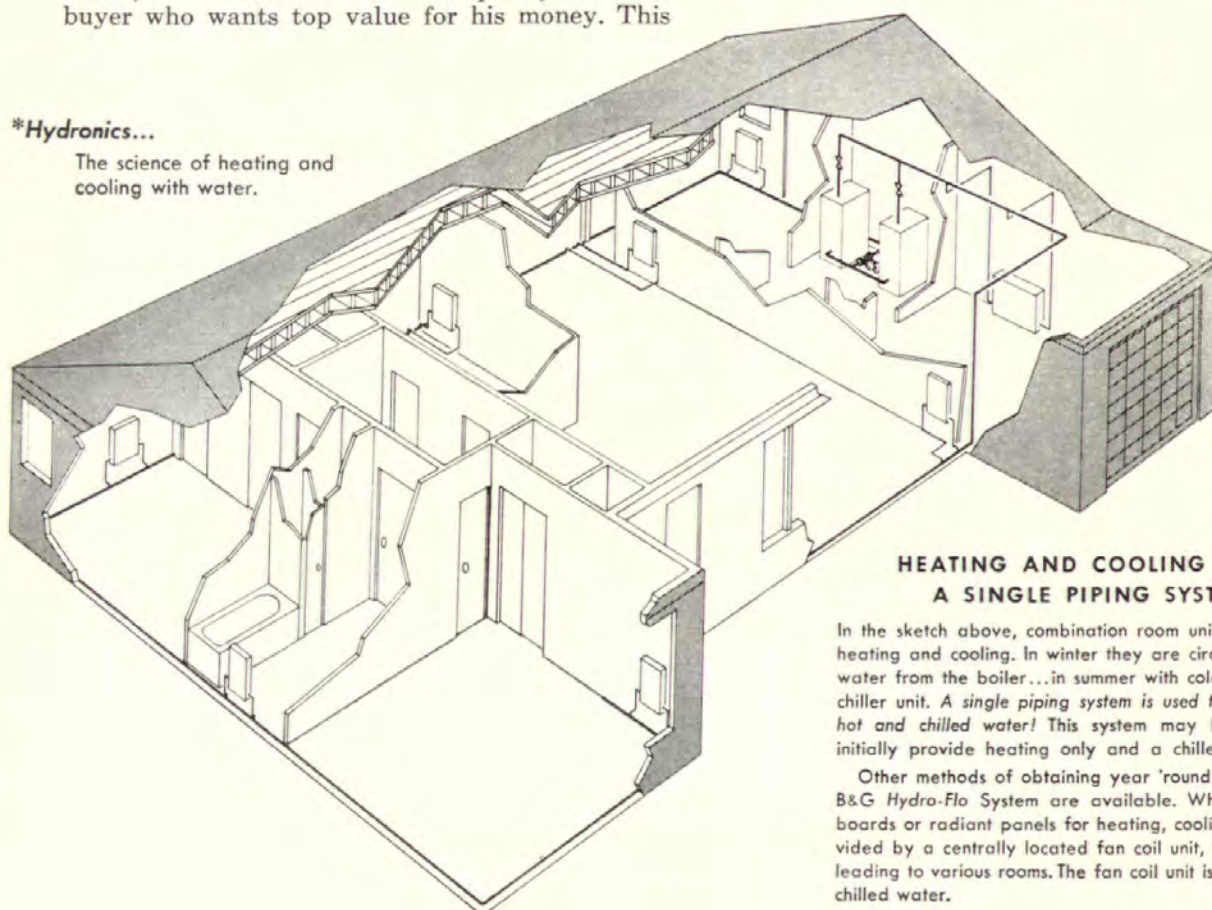 buyer who wants top value for his money. This
*Hydronics...
The science of heating and
cooling with water.
HEATING AND COOLING
A SINGLE PIPING SYST
In the sketch above, combination room uni
heating and cooling. In winter they are circ
water from the boiler...in summer with col
chiller unit. A single piping system is used f
hot and chilled water! This system may
initially provide heating only and a chille
Other methods of obtaining year 'round
B&G Hydro-Flo System are available. Wh
boards or radiant panels for heating, cooli
vided by a centrally located fan coil unit,
leading to various rooms. The fan coil unit is
chilled water.